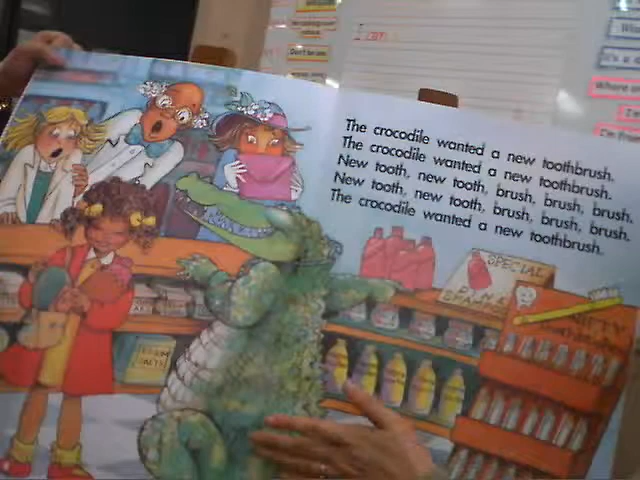 The crocodile wanted a new toothbrush.
The crocodile wanted a new toothbrush.
New tooth, new tooth, brush, brush, brush.
New tooth, new tooth, brush, brush, brush.
The crocodile wanted a new toothbrush.
SPECIAL
Where
I'm
I'm